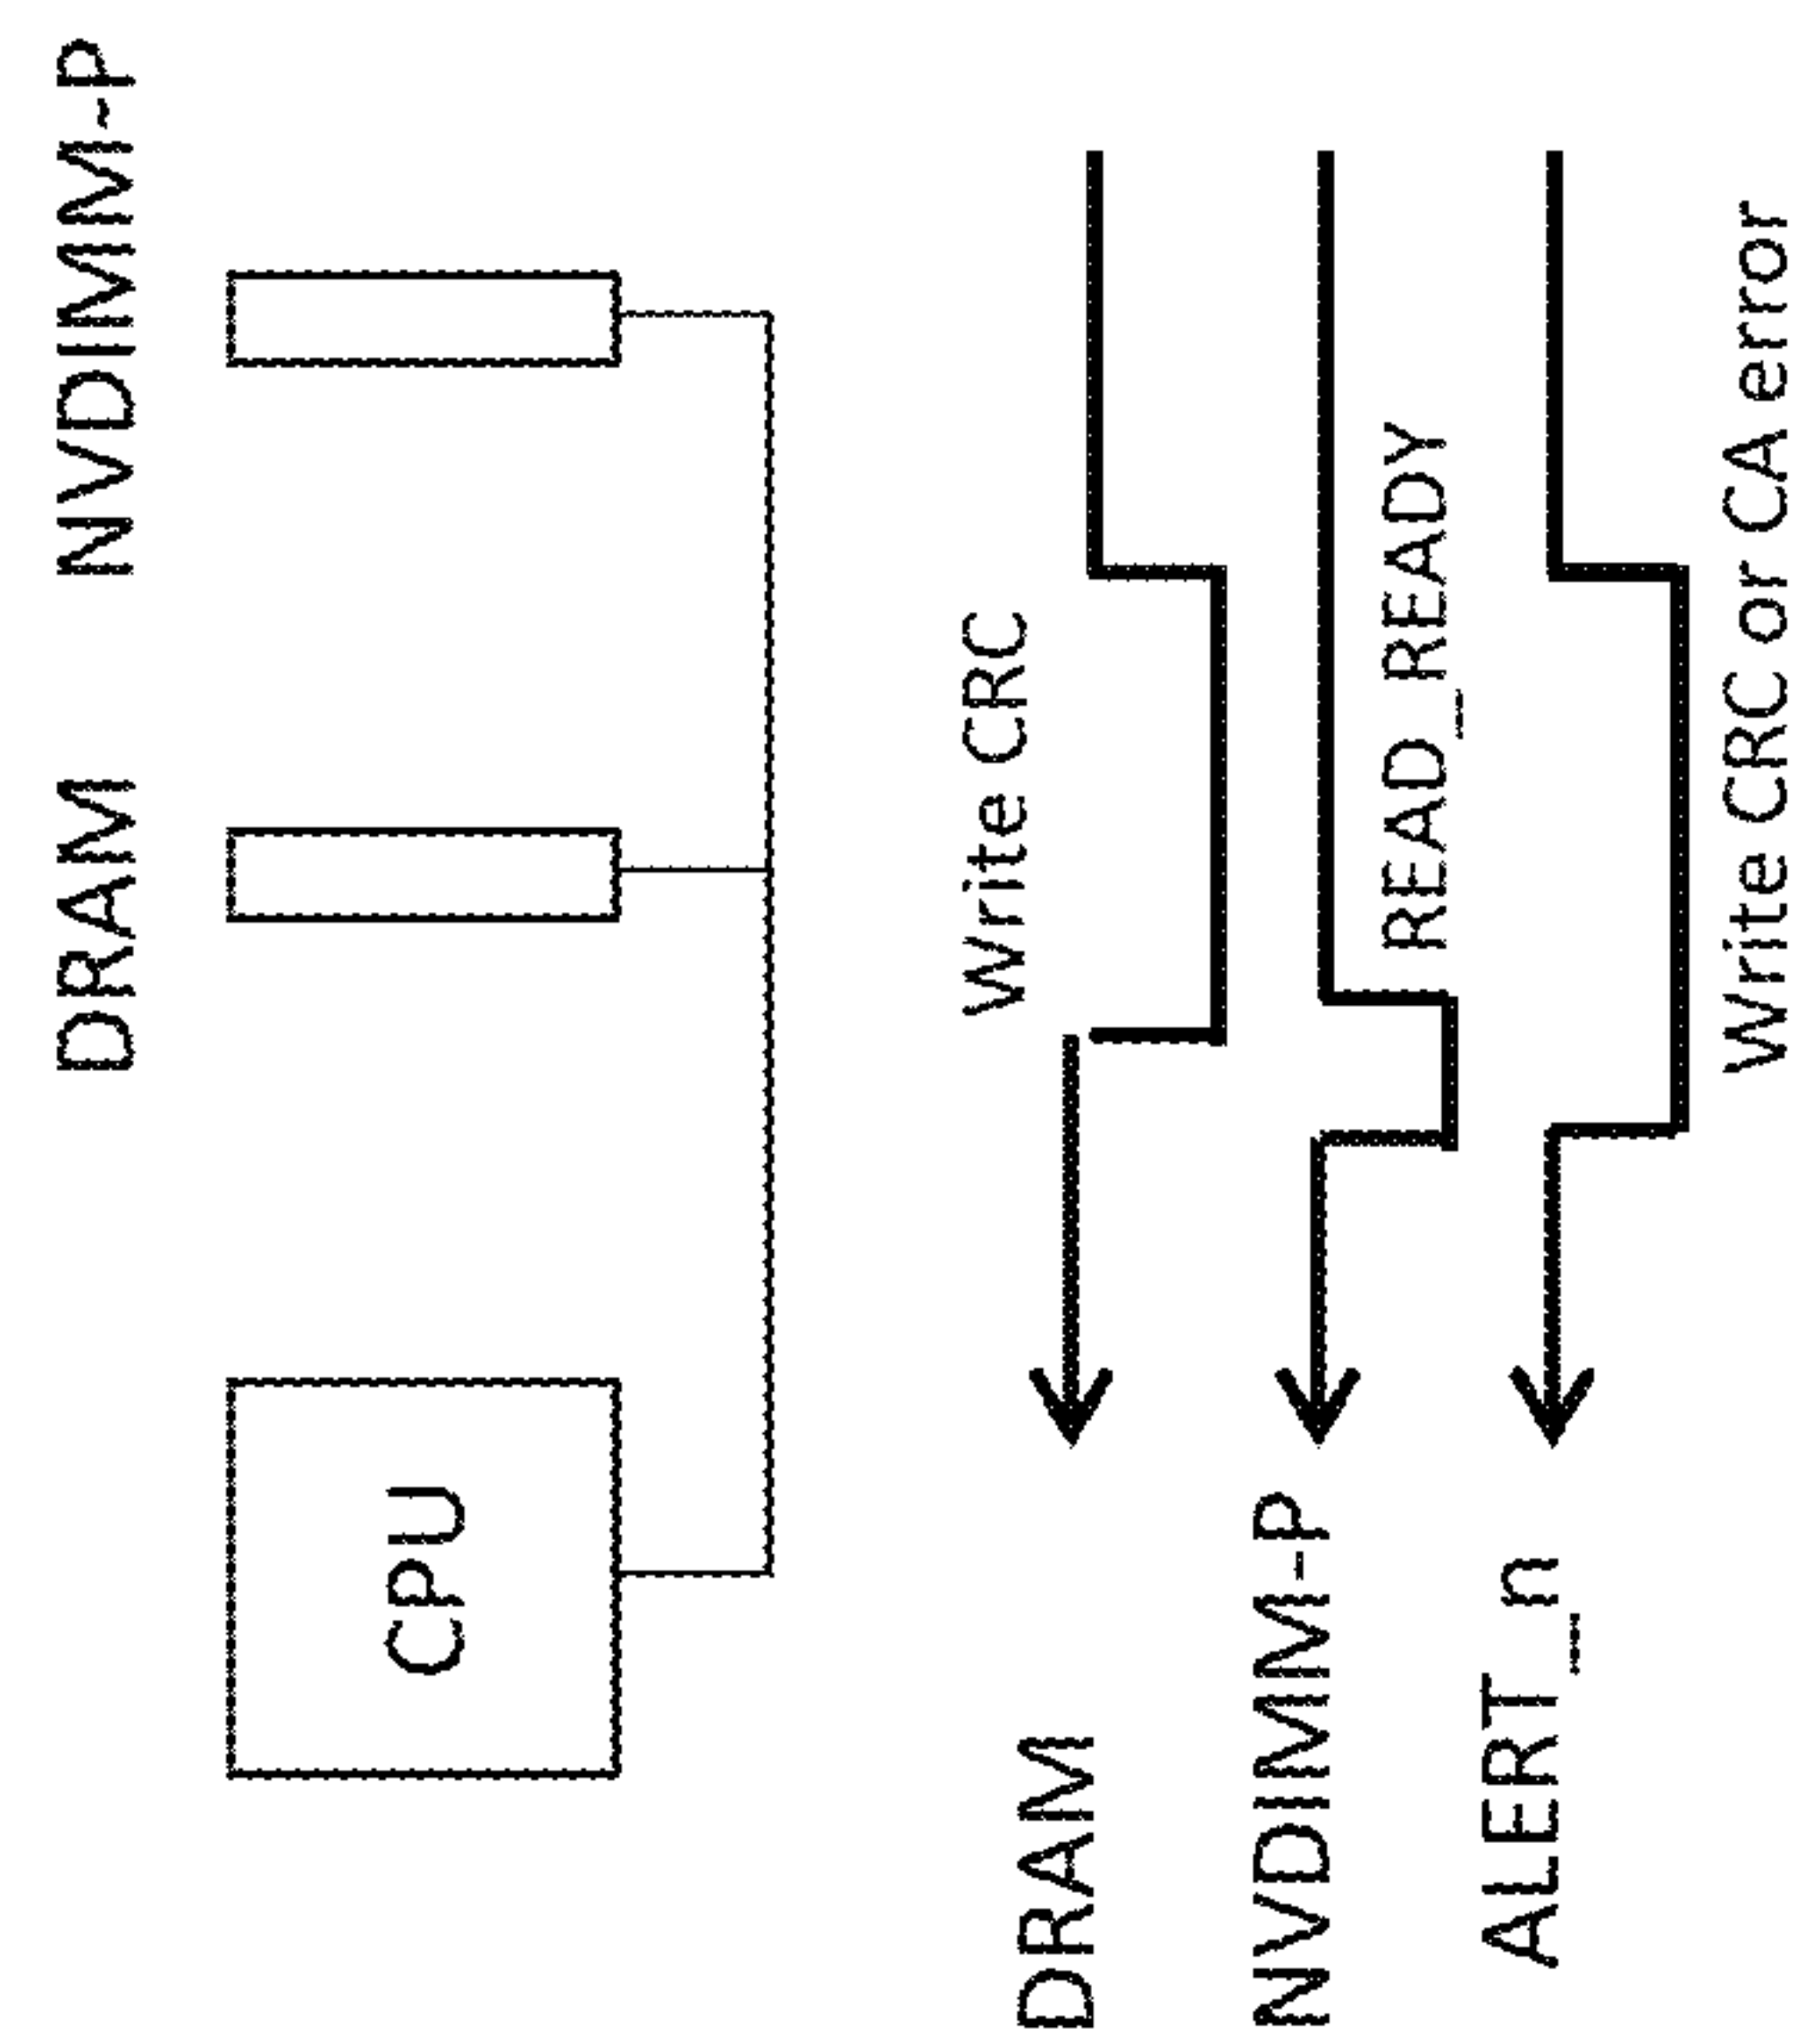 DRAM
NVDIMM-P
CPU
Write CRC
DRAM
READ_READY
NVDIMM-P
ALERT_n
Write CRC or CA error